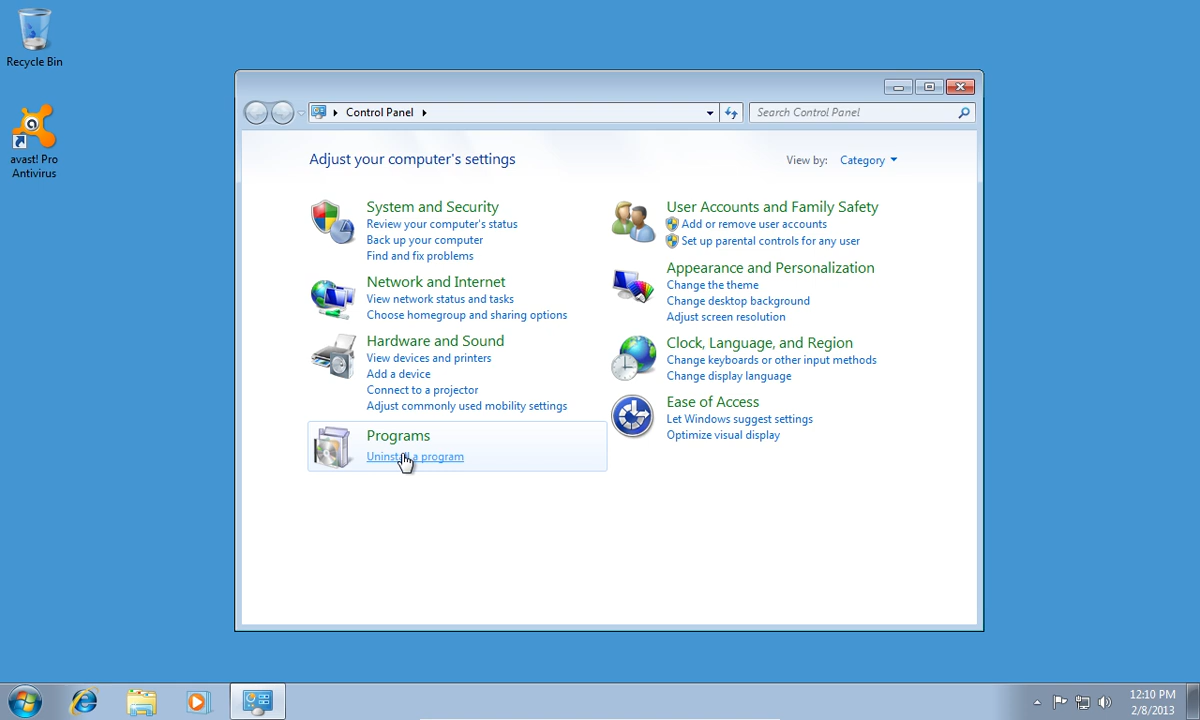 Recycle Bin
avast! Pro
Antivirus
Control Panel
Search Control Panel
Adjust your computer's settings
View by: Category
System and Security
Review your computer's status
Back up your computer
Find and fix problems
Network and Internet
View network status and tasks
Choose homegroup and sharing options
Hardware and Sound
View devices and printers
Add a device
Connect to a projector
Adjust commonly used mobility settings
Programs
Uninstall a program
User Accounts and Family Safety
Add or remove user accounts
Set up parental controls for any user
Appearance and Personalization
Change the theme
Change desktop background
Adjust screen resolution
Clock, Language, and Region
Change keyboards or other input methods
Change display language
Ease of Access
Let Windows suggest settings
Optimize visual display
12:10 PM
2/8/2013